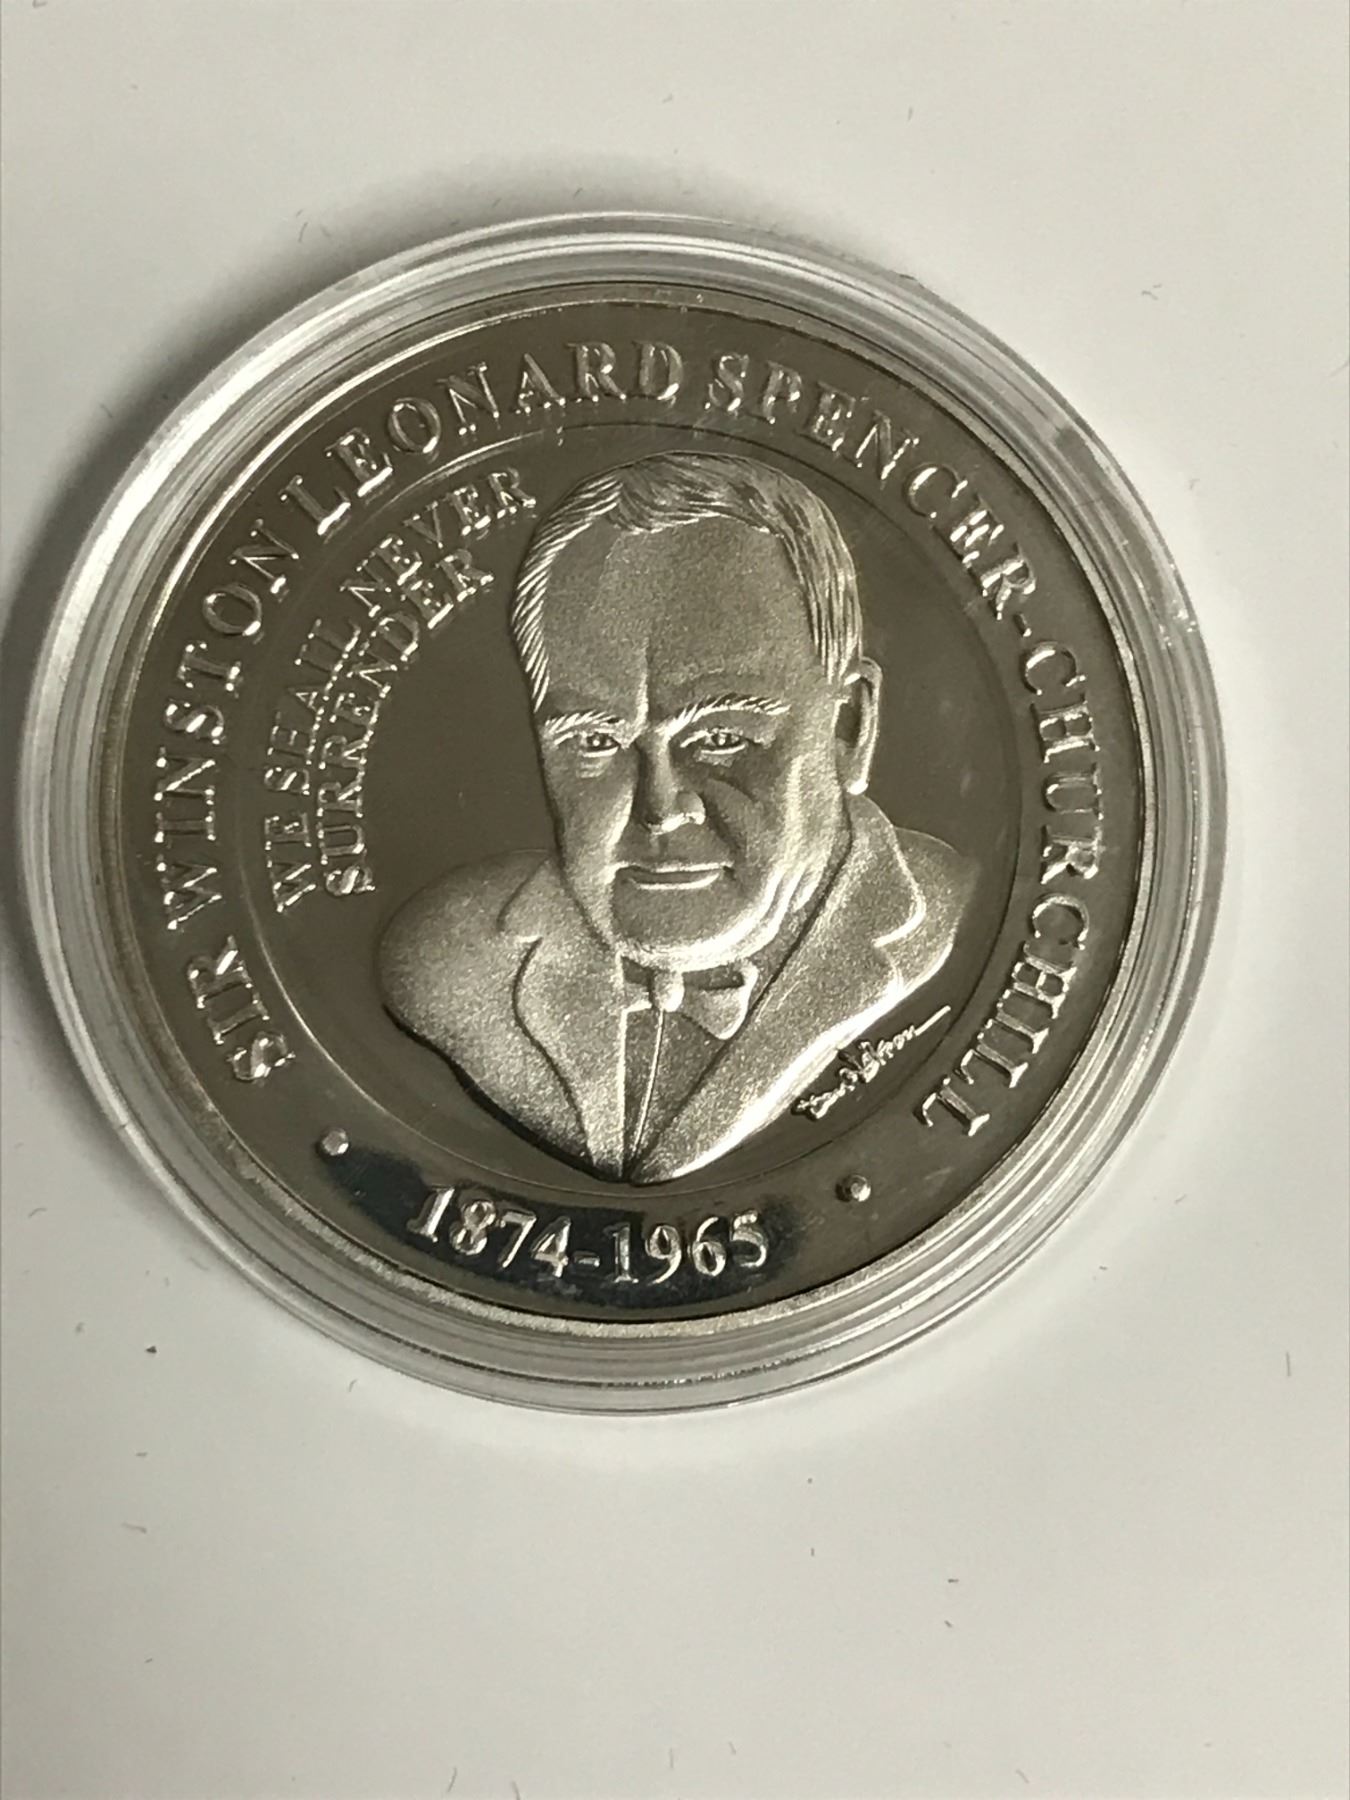 SIR WINSTON LEONARD SPENCER-CHURCHILL
WE SHALL NEVER
SURRENDER
1874-1965